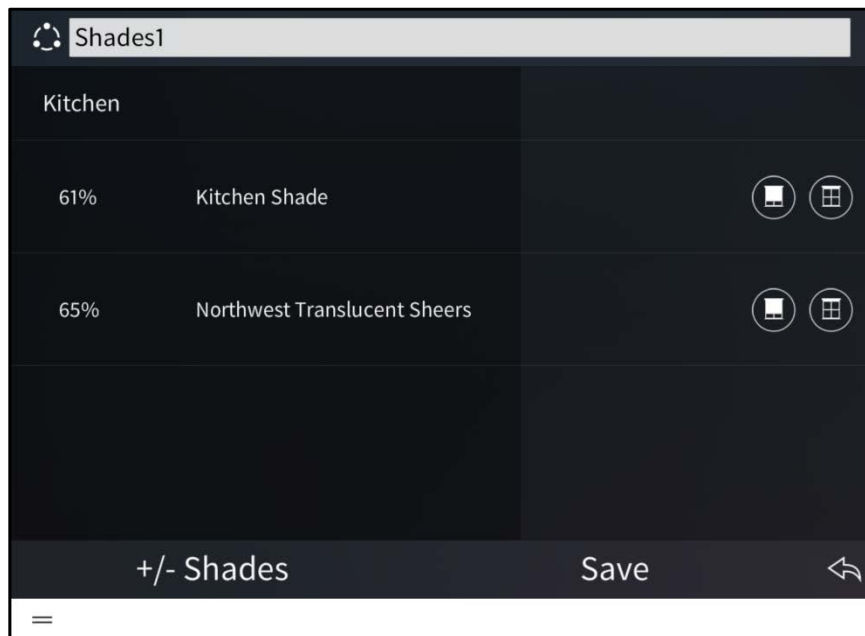 Shades1
Kitchen
61% Kitchen Shade
65% Northwest Translucent Sheers
+/- Shades Save